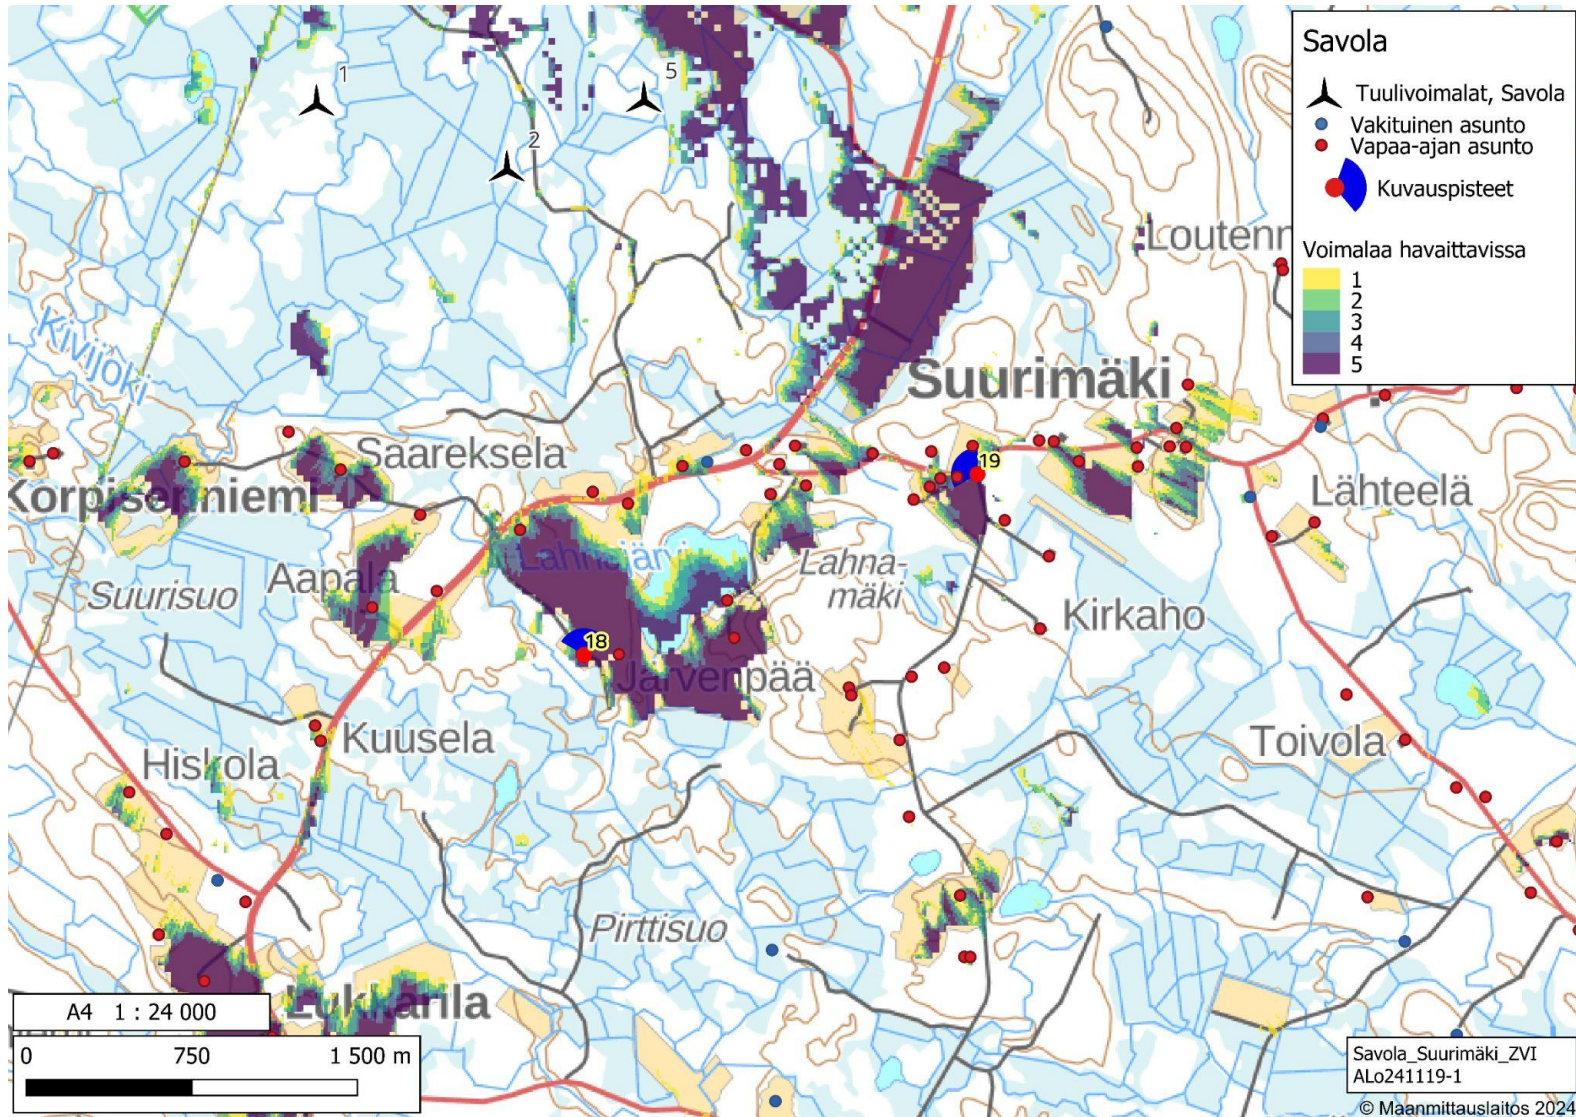 Savola
Tuulivoimalat, Savola
Vakituinen asunto
Vapaa-ajan asunto
Kuvauspisteet
Voimalaa havaittavissa
1
2
3
4
5
1
5
2
Kivijoki
Suurimäki
Saareksela
19
Lähteelä
Lahnajärvi
Lahna-
mäki
Aapala
Suurisuo
Kirkaho
18
Järvenpää
Kuusela
Toivola
Hiskola
Pirttisuo
Lukkarila
A4 1 : 24 000
0 750 1 500 m
Savola_Suurimäki_ZVI
ALo241119-1
© Maanmittauslaitos 2024